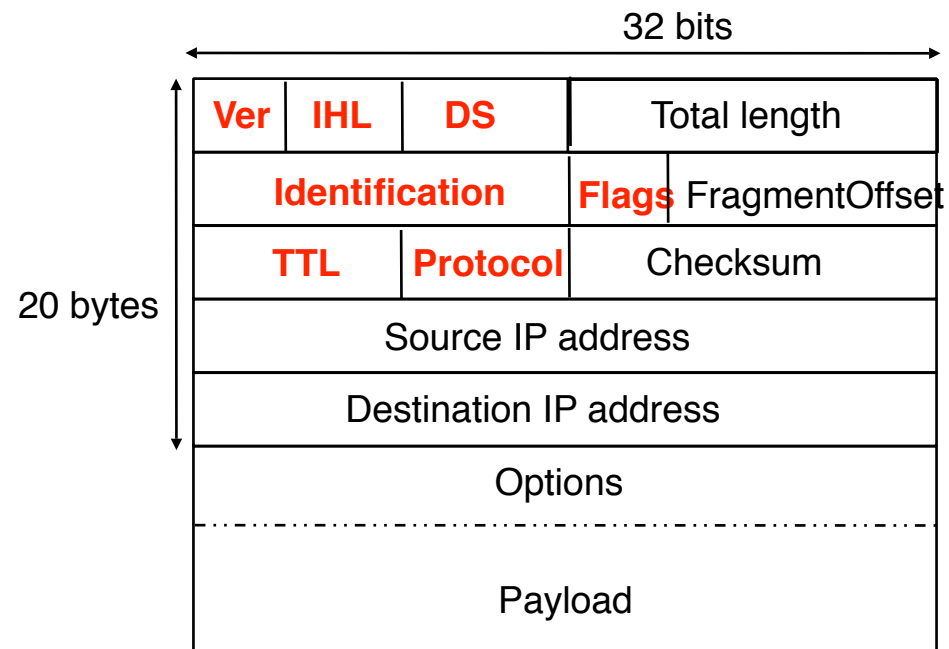 32 bits
Ver IHL DS Total length
Identification Flags FragmentOffset
TTL Protocol Checksum
20 bytes
Source IP address
Destination IP address
Options
Payload